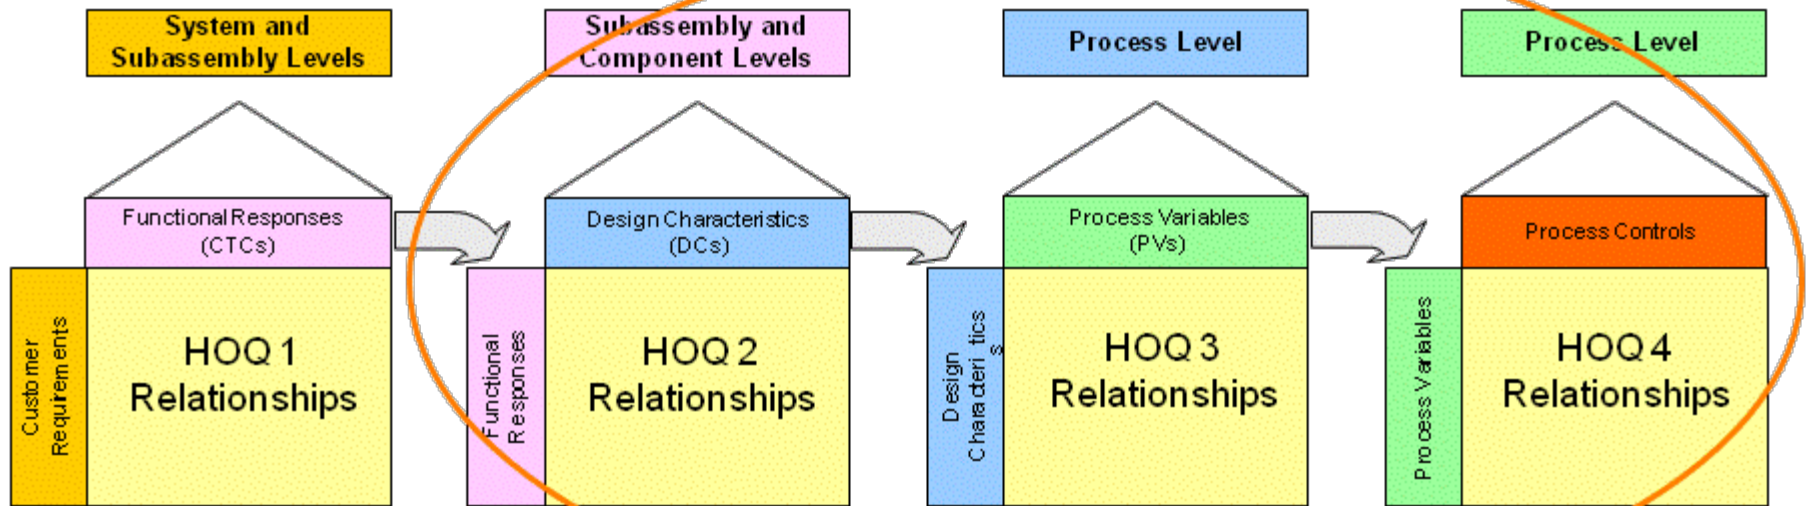 System and
Subassembly Levels
Subassembly and
Component Levels
Process Level
Process Level
Functional Responses
(CTCs)
Design Characteristics
(DCs)
Process Variables
(PVs)
Process Controls
Customer
Requirements
HOQ 1
Relationships
Functional
Responses
HOQ 2
Relationships
Design
Characteri tics
s
HOQ 3
Relationships
Process Variables
HOQ 4
Relationships